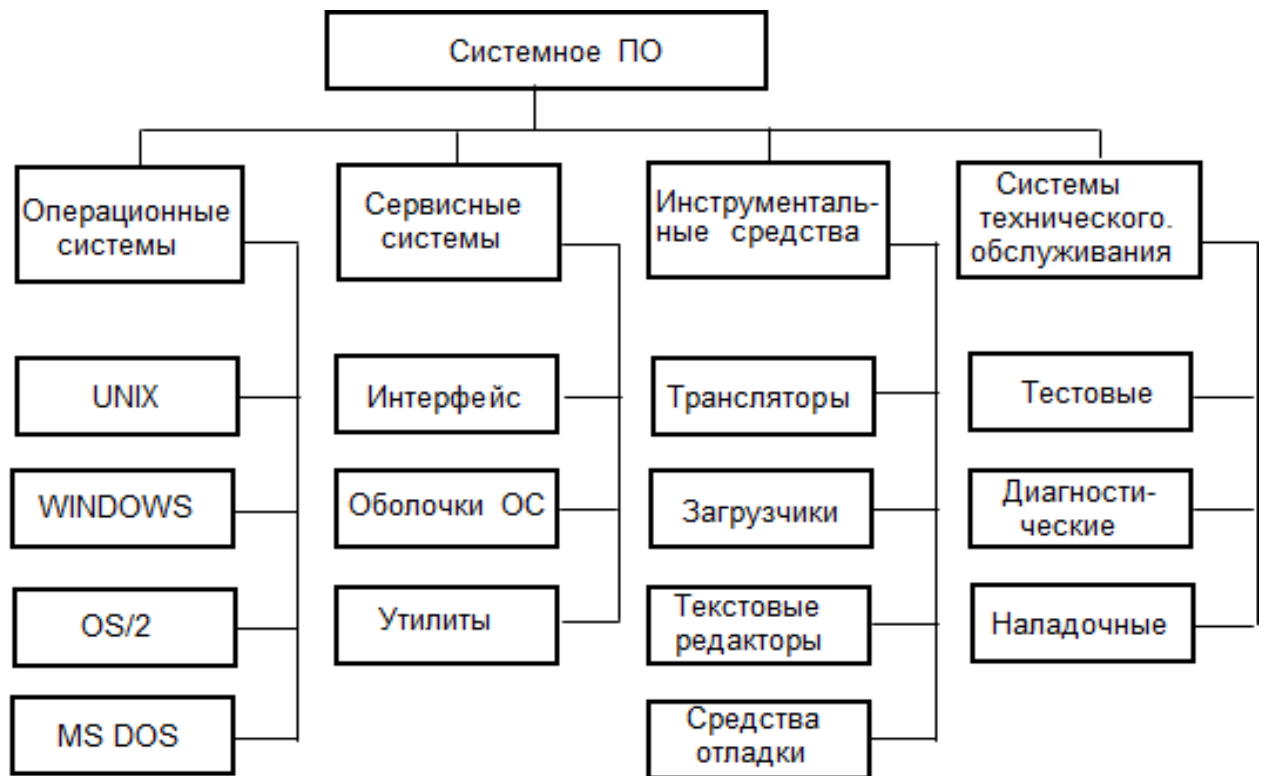 Системное ПО
Операционные
системы
Сервисные
системы
Инструменталь-
ные средства
Системы
технического.
обслуживания
UNIX
Интерфейс
Трансляторы
Тестовые
WINDOWS
Оболочки ОС
Загрузчики
Диагности-
ческие
OS/2
Утилиты
Текстовые
редакторы
Наладочные
MS DOS
Средства
отладки